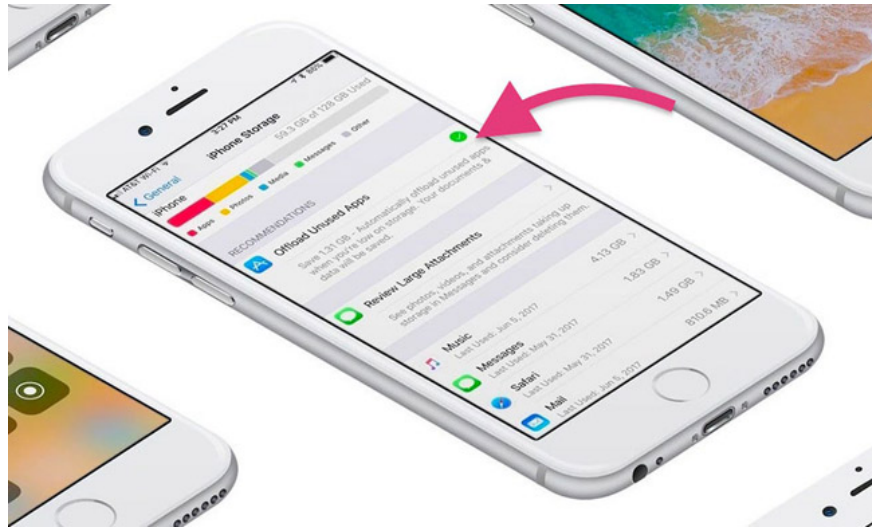 AT&T Wi-Fi 3:27 PM 86%
General iPhone Storage
iPhone 59.3 GB of 128 GB Used
Apps Photos Media Messages Other
RECOMMENDATIONS
Offload Unused Apps
Save 1.31 GB - Automatically offload unused apps
when you're low on storage. Your documents &
data will be saved.
Review Large Attachments
See photos, videos, and attachments taking up
storage in Messages and consider deleting them.
Music 4.13 GB
Last Used: Jun 5, 2017
Messages 1.83 GB
Last Used: May 31, 2017
Safari 1.49 GB
Last Used: May 31, 2017
Mail 810.6 MB
Last Used: Jun 5, 2017